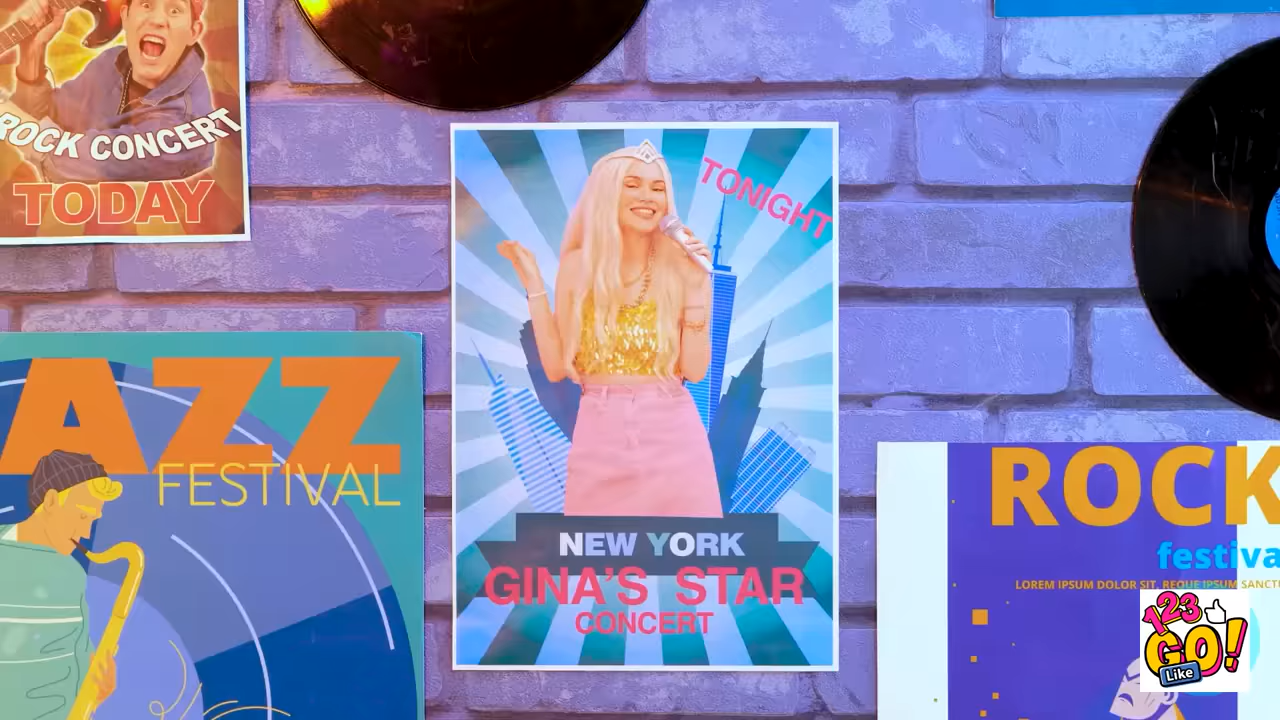 ROCK CONCERT
TODAY
TONIGHT
AZZ
FESTIVAL
NEW YORK
GINA'S STAR
CONCERT
ROCK
festiva
LOREM IPSUM DOLOR SIT, REQUE IPSUM SANCTU
123
GO!
Like